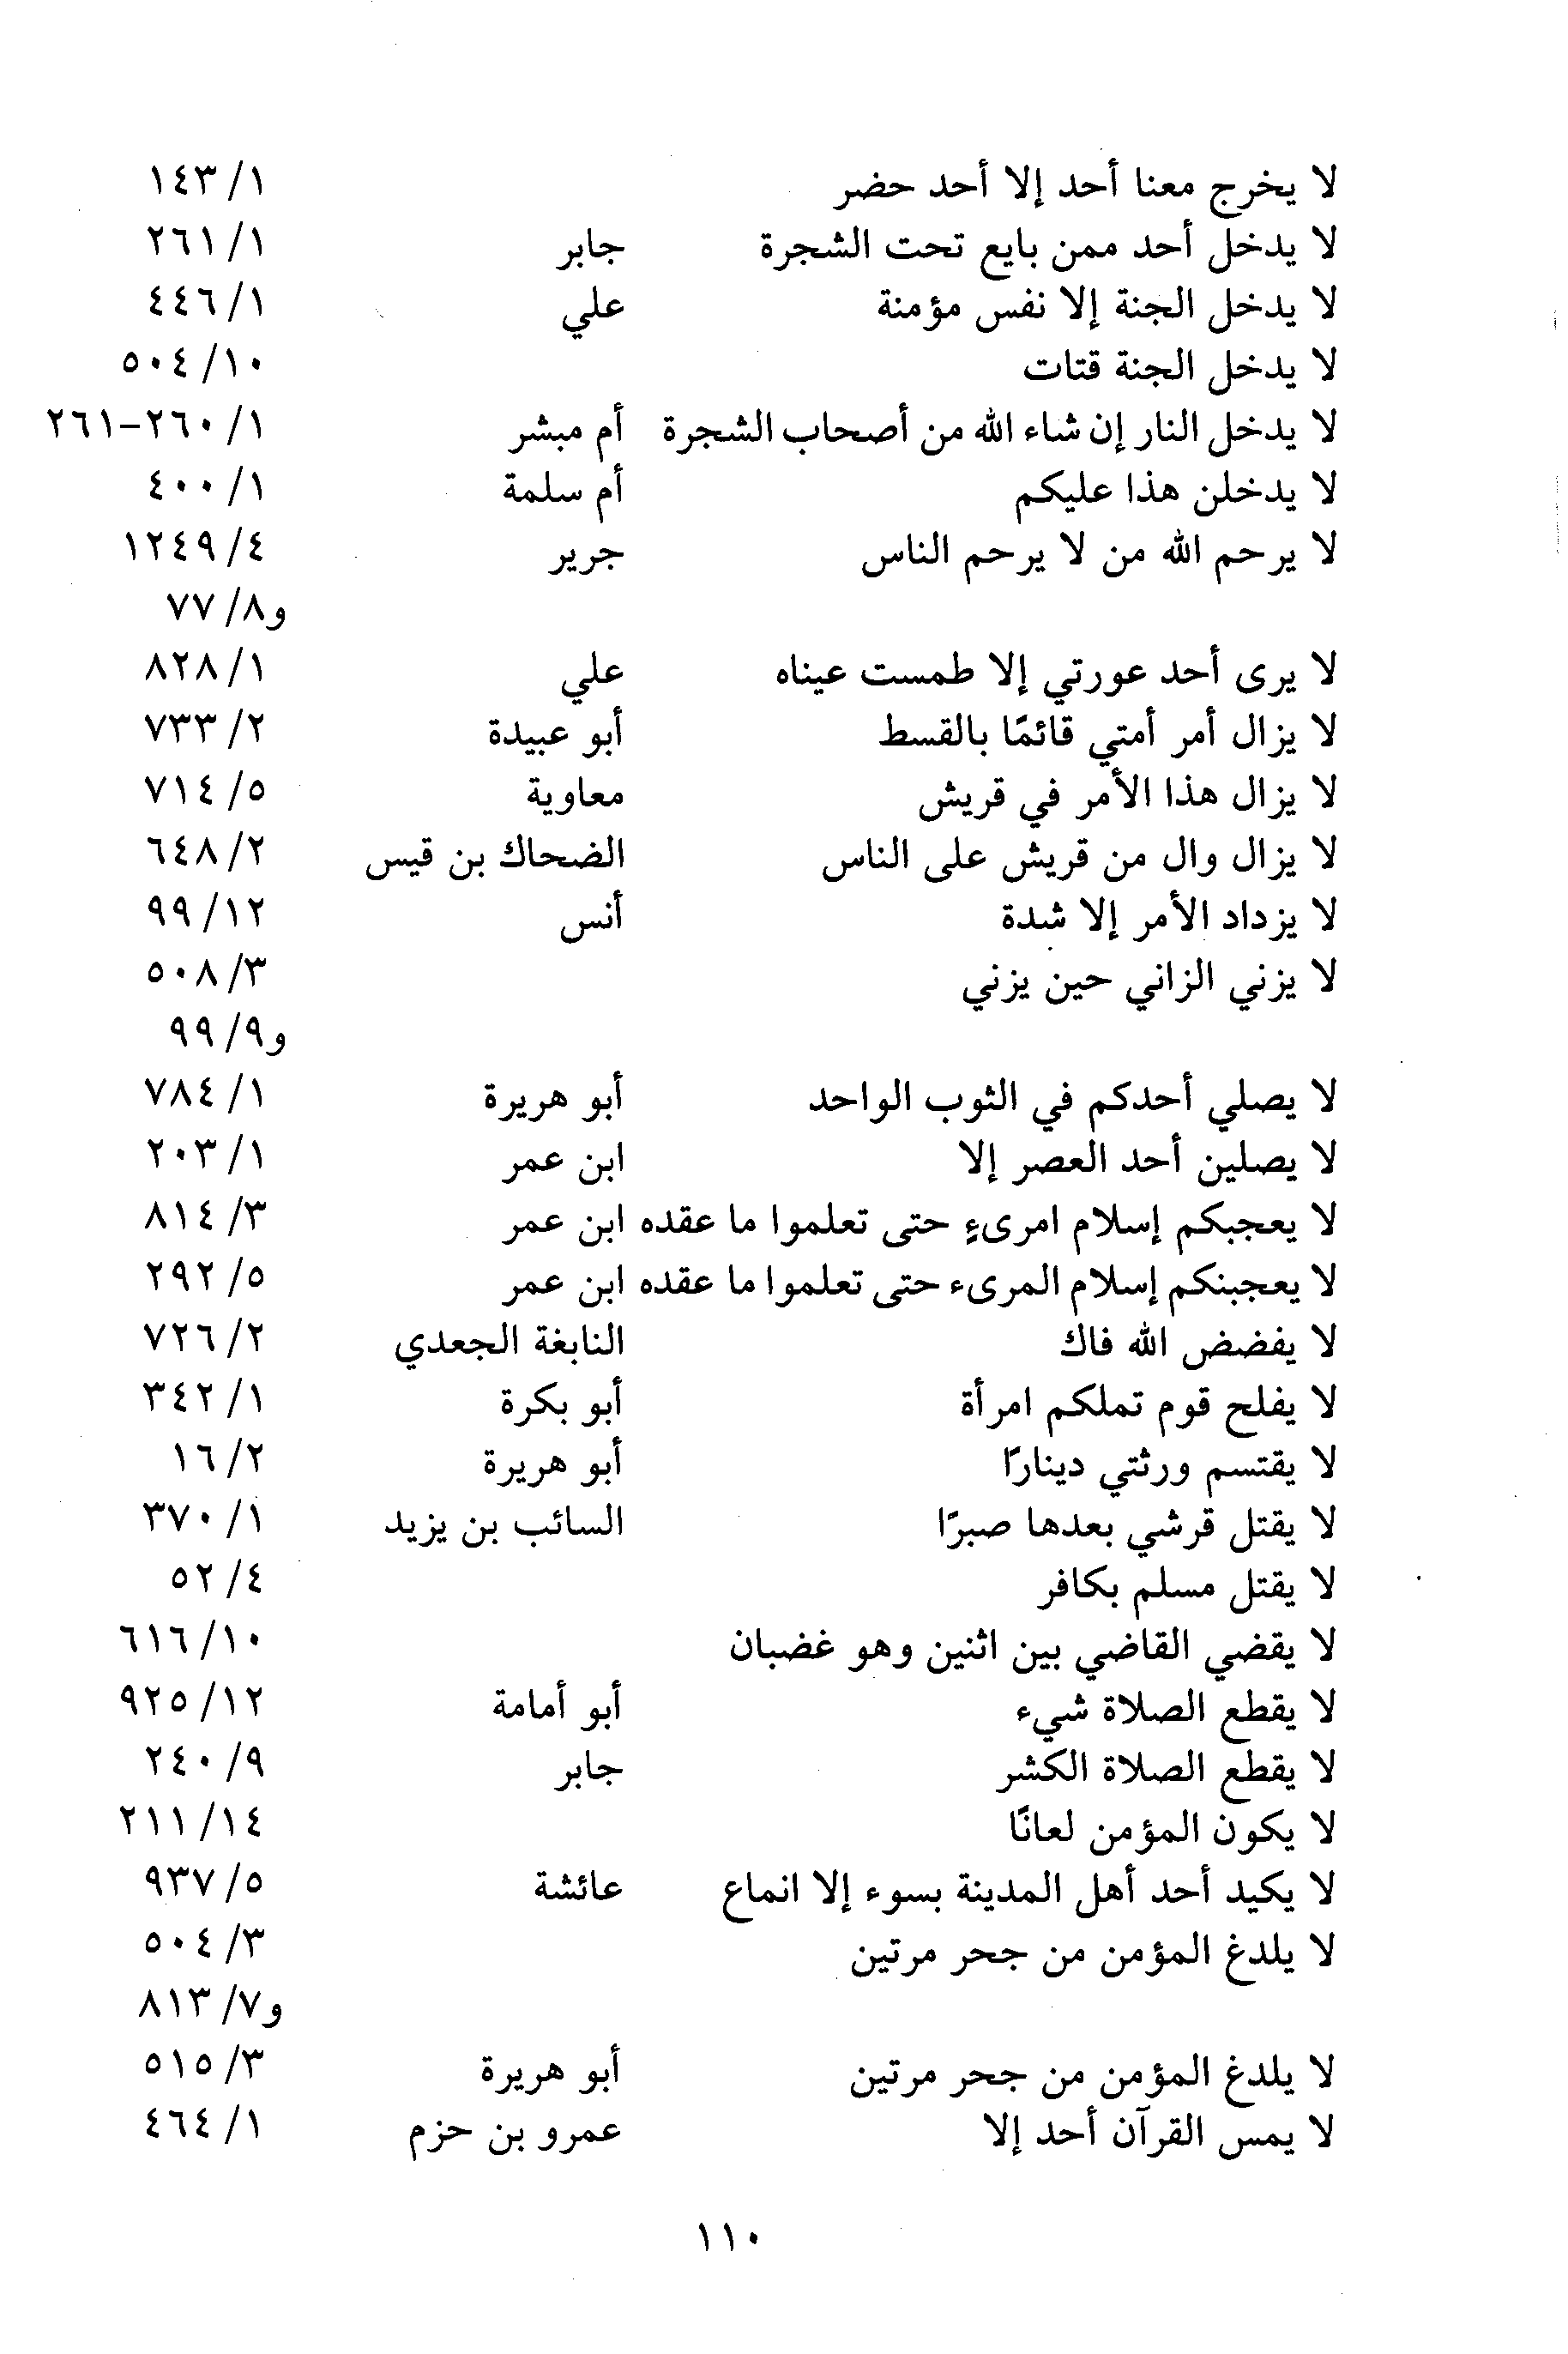 لا يخرج معنا أحد إلا أحد حضر ١/ ١٤٣
لا يدخل أحد ممن بايع تحت الشجرة جابر ١/ ٢٦١
لا يدخل الجنة إلا نفس مؤمنة علي ١/ ٤٤٦
لا يدخل الجنة قتات ١٠/ ٥٠٤
لا يدخل النار إن شاء الله من أصحاب الشجرة أم مبشر ١/ ٢٦٠-٢٦١
لا يدخلن هذا عليكم أم سلمة ١/ ٤٠٠
لا يرحم الله من لا يرحم الناس جرير ٤/ ١٢٤٩
و٨/ ٧٧
لا يرى أحد عورتي إلا طمست عيناه علي ١/ ٨٢٨
لا يزال أمر أمتي قائمًا بالقسط أبو عبيدة ٢/ ٧٣٣
لا يزال هذا الأمر في قريش معاوية ٥/ ٧١٤
لا يزال وال من قريش على الناس الضحاك بن قيس ٢/ ٦٤٨
لا يزداد الأمر إلا شدة أنس ١٢/ ٩٩
لا يزني الزاني حين يزني ٣/ ٥٠٨
و٩/ ٩٩
لا يصلي أحدكم في الثوب الواحد أبو هريرة ١/ ٧٨٤
لا يصلين أحد العصر إلا ابن عمر ١/ ٢٠٣
لا يعجبكم إسلام امرىءٍ حتى تعلموا ما عقده ابن عمر ٣/ ٨١٤
لا يعجبنكم إسلام المرىء حتى تعلموا ما عقده ابن عمر ٥/ ٢٩٢
لا يفضض الله فاك النابغة الجعدي ٢/ ٧٢٦
لا يفلح قوم تملكم امرأة أبو بكرة ١/ ٣٤٢
لا يقتسم ورثتي دينارًا أبو هريرة ٢/ ١٦
لا يقتل قرشي بعدها صبرًا السائب بن يزيد ١/ ٣٧٠
لا يقتل مسلم بكافر ٤/ ٥٢
لا يقضي القاضي بين اثنين وهو غضبان ١٠/ ٦١٦
لا يقطع الصلاة شيء أبو أمامة ١٢/ ٩٢٥
لا يقطع الصلاة الكشر جابر ٩/ ٢٤٠
لا يكون المؤمن لعانًا ١٤/ ٢١١
لا يكيد أحد أهل المدينة بسوء إلا انماع عائشة ٥/ ٩٣٧
لا يلدغ المؤمن من جحر مرتين ٣/ ٥٠٤
و٧/ ٨١٣
لا يلدغ المؤمن من جحر مرتين أبو هريرة ٣/ ٥١٥
لا يمس القرآن أحد إلا عمرو بن حزم ١/ ٤٦٤
١١٠